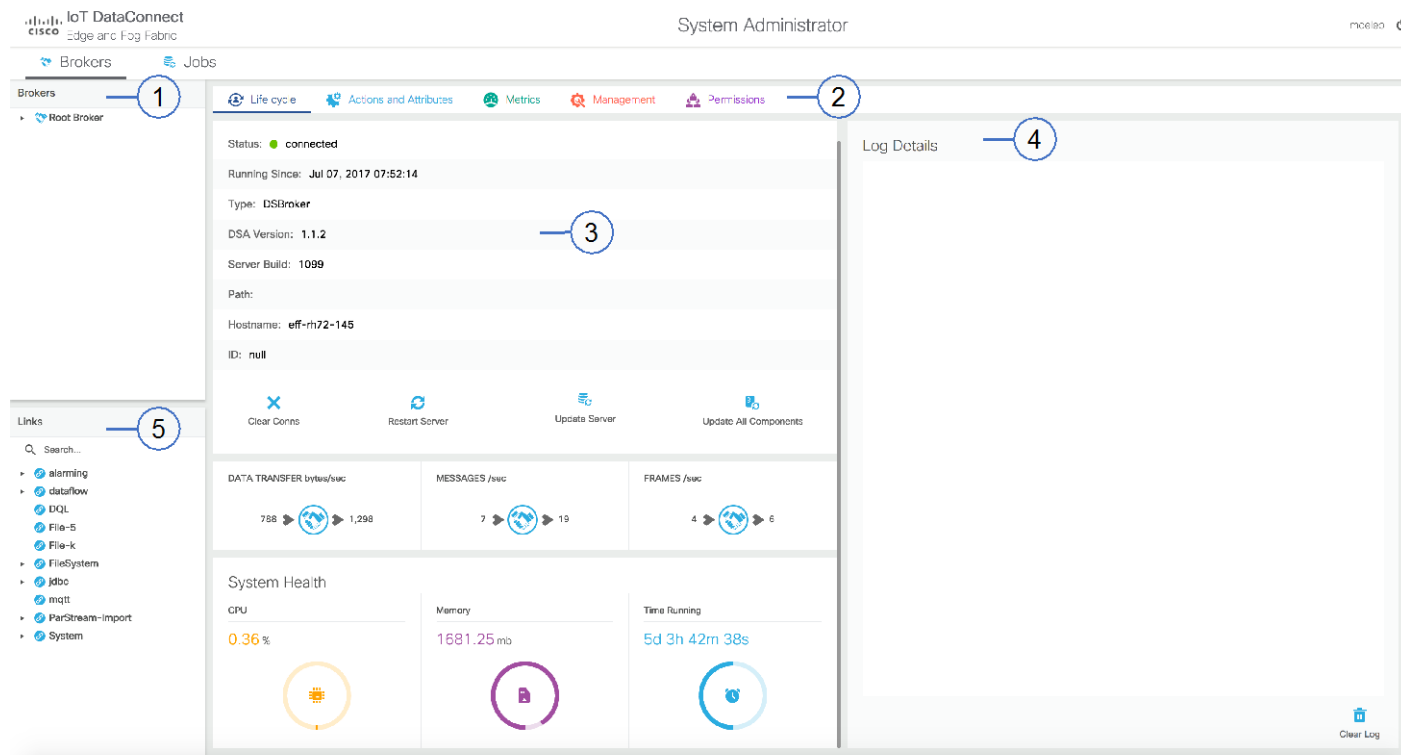 IoT DataConnect
cisco
Edge and Fog Fabric
System Administrator
Brokers
Jobs
Brokers
1
Root Broker
Life cycle
Actions and Attributes
Metrics
Management
Permissions
2
Status: connected
Running Since: Jul 07, 2017 07:52:14
Type: DSBroker
DSA Version: 1.1.2
3
Server Build: 1099
Path:
Hostname: eff-rh72-145
ID: null
Clear Conns
Restart Server
Update Server
Update All Components
Log Details
4
Links
5
Search...
alarming
dataflow
DQL
File-5
File-k
FileSystem
jdbc
mqtt
ParStream-Import
System
DATA TRANSFER bytes/sec
MESSAGES /sec
FRAMES /sec
788 1,298
7 19
4 6
System Health
CPU
Memory
Time Running
0.36 %
1681.25 mb
5d 3h 42m 38s
Clear Log